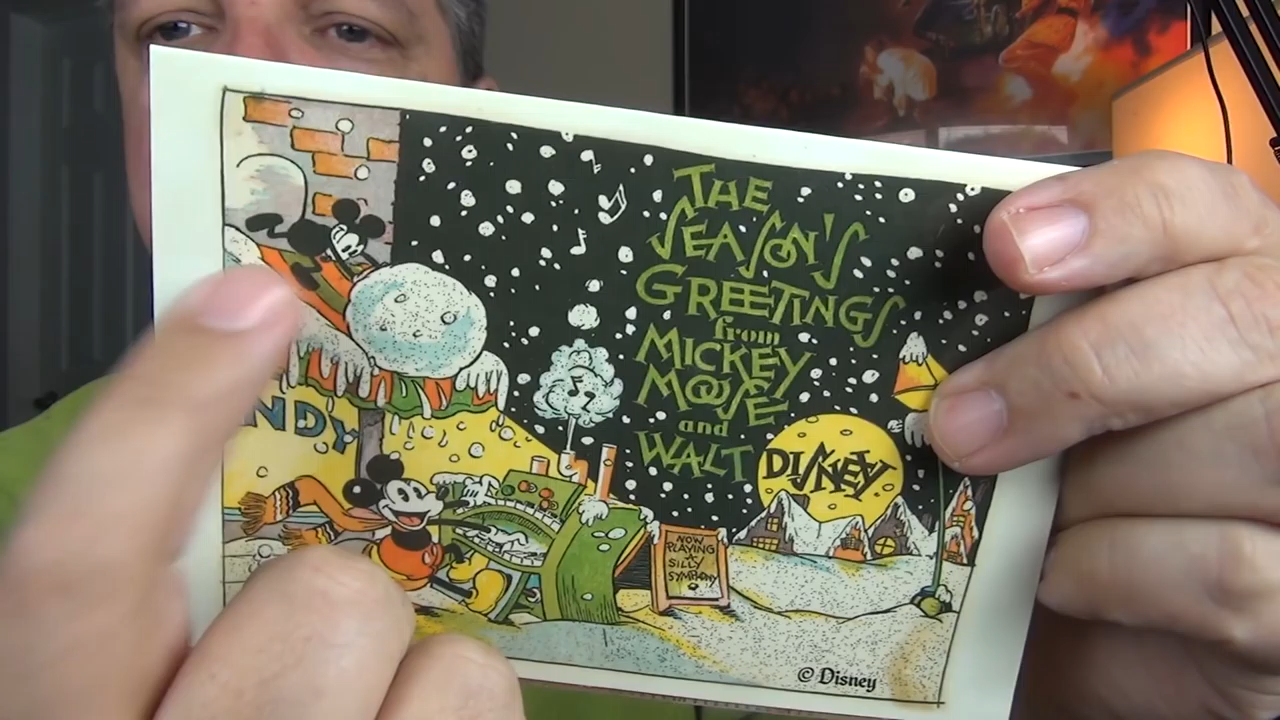 THE
SEASON'S
GREETINGS
from
MICKEY
MOUSE
and
WALT DISNEY
NDY
NOW
PLAYING
A
SILLY
SYMPHONY
© Disney